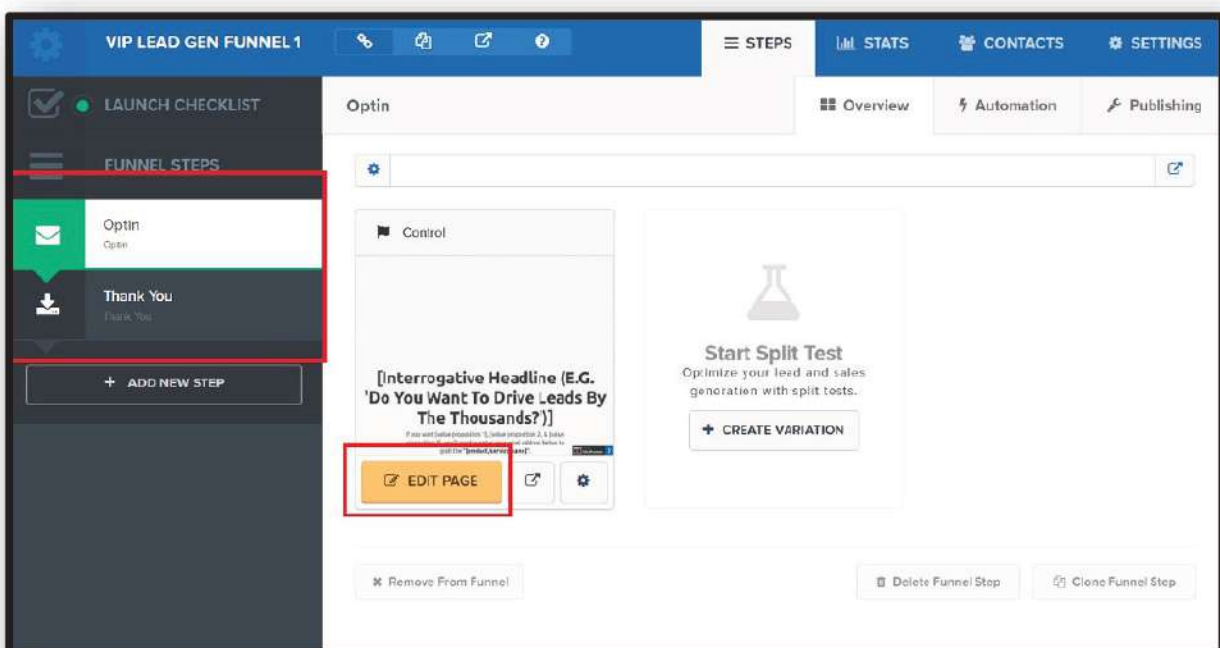 VIP LEAD GEN FUNNEL 1
STEPS
STATS
CONTACTS
SETTINGS
LAUNCH CHECKLIST
Optin
Overview
Automation
Publishing
FUNNEL STEPS
Optin
Optin
Thank You
Thank You
+ ADD NEW STEP
Control
[Interrogative Headline (E.G.
'Do You Want To Drive Leads By
The Thousands?')]
EDIT PAGE
Start Split Test
Optimize your lead and sales
generation with split tests.
+ CREATE VARIATION
Remove From Funnel
Delete Funnel Step
Clone Funnel Step